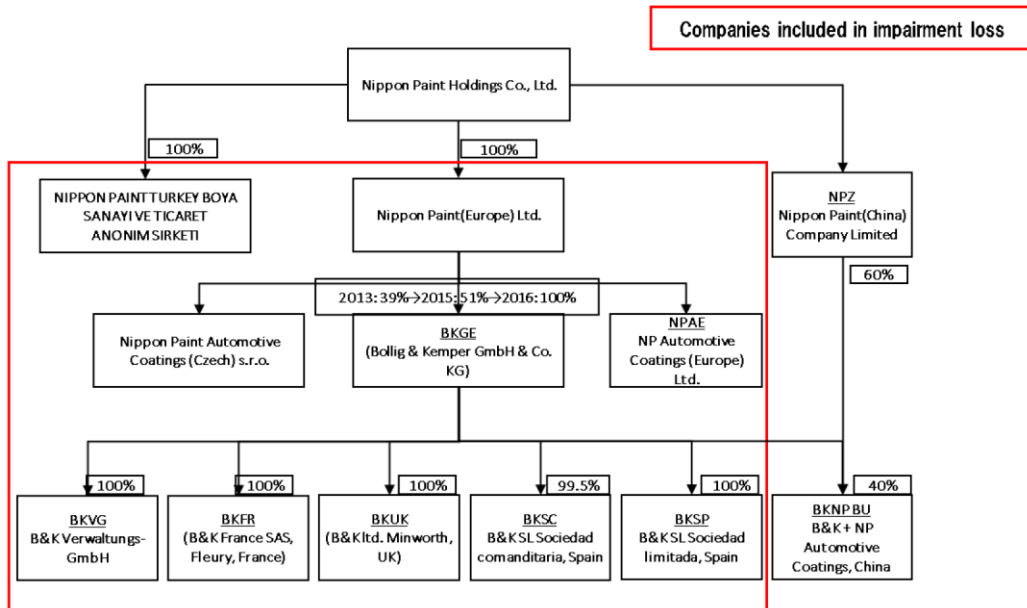 Companies included in impairment loss
Nippon Paint Holdings Co., Ltd.
100%
100%
NIPPON PAINT TURKEY BOYA
SANAYI VE TICARET
ANONIM SIRKETI
Nippon Paint(Europe) Ltd.
NPZ
Nippon Paint(China)
Company Limited
60%
2013:39%→2015:51%→2016:100%
Nippon Paint Automotive
Coatings (Czech) s.r.o.
BKGE
(Bollig & Kemper GmbH & Co.
KG)
NPAE
NP Automotive
Coatings (Europe)
Ltd.
100%
100%
100%
99.5%
100%
40%
BKVG
B&K Verwaltungs-
GmbH
BKFR
(B&K France SAS,
Fleury, France)
BKUK
(B&K ltd. Minworth,
UK)
BKSC
B&K SL Sociedad
comanditaria, Spain
BKSP
B&K SL Sociedad
limitada, Spain
BKNP BU
B&K + NP
Automotive
Coatings, China